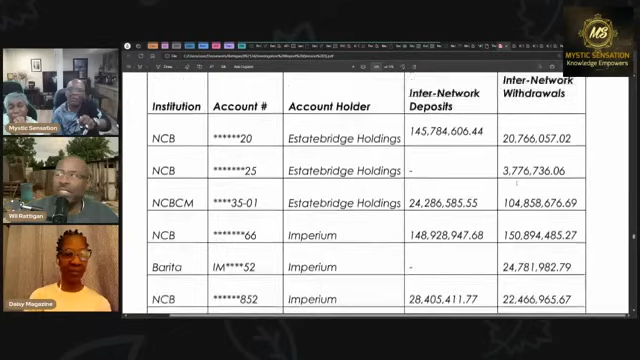 MS
MYSTIC SENSATION
Knowledge Empowers
Mystic Sensation
Wil Rattigan
Daisy Magazine
Institution Account # Account Holder Inter-Network Deposits Inter-Network Withdrawals
NCB ******20 Estatebridge Holdings 145,784,606.44 20,766,057.02
NCB *******25 Estatebridge Holdings - 3,776,736.06
NCBCM ****35-01 Estatebridge Holdings 24,286,585.55 104,858,676.69
NCB *******66 Imperium 148,928,947.68 150,894,485.27
Barita IM****52 Imperium - 24,781,982.79
NCB ******852 Imperium 28,405,411.77 22,466,965.67